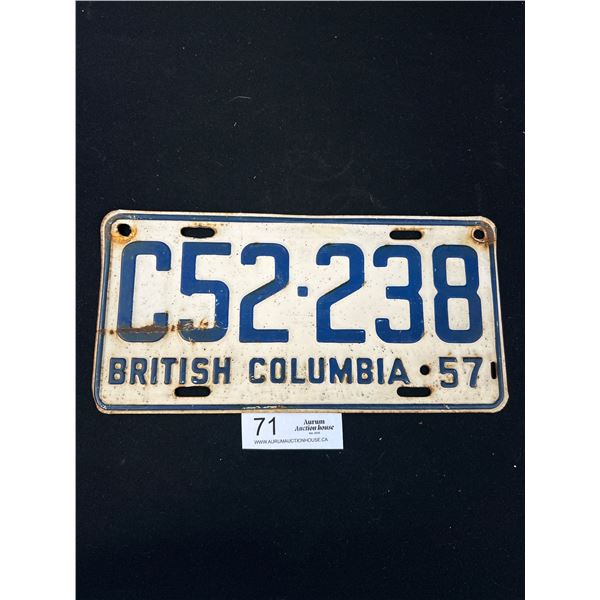 C52·238
BRITISH COLUMBIA · 57
71
Aurum
Auction house
WWW.AURUMAUCTIONHOUSE.CA